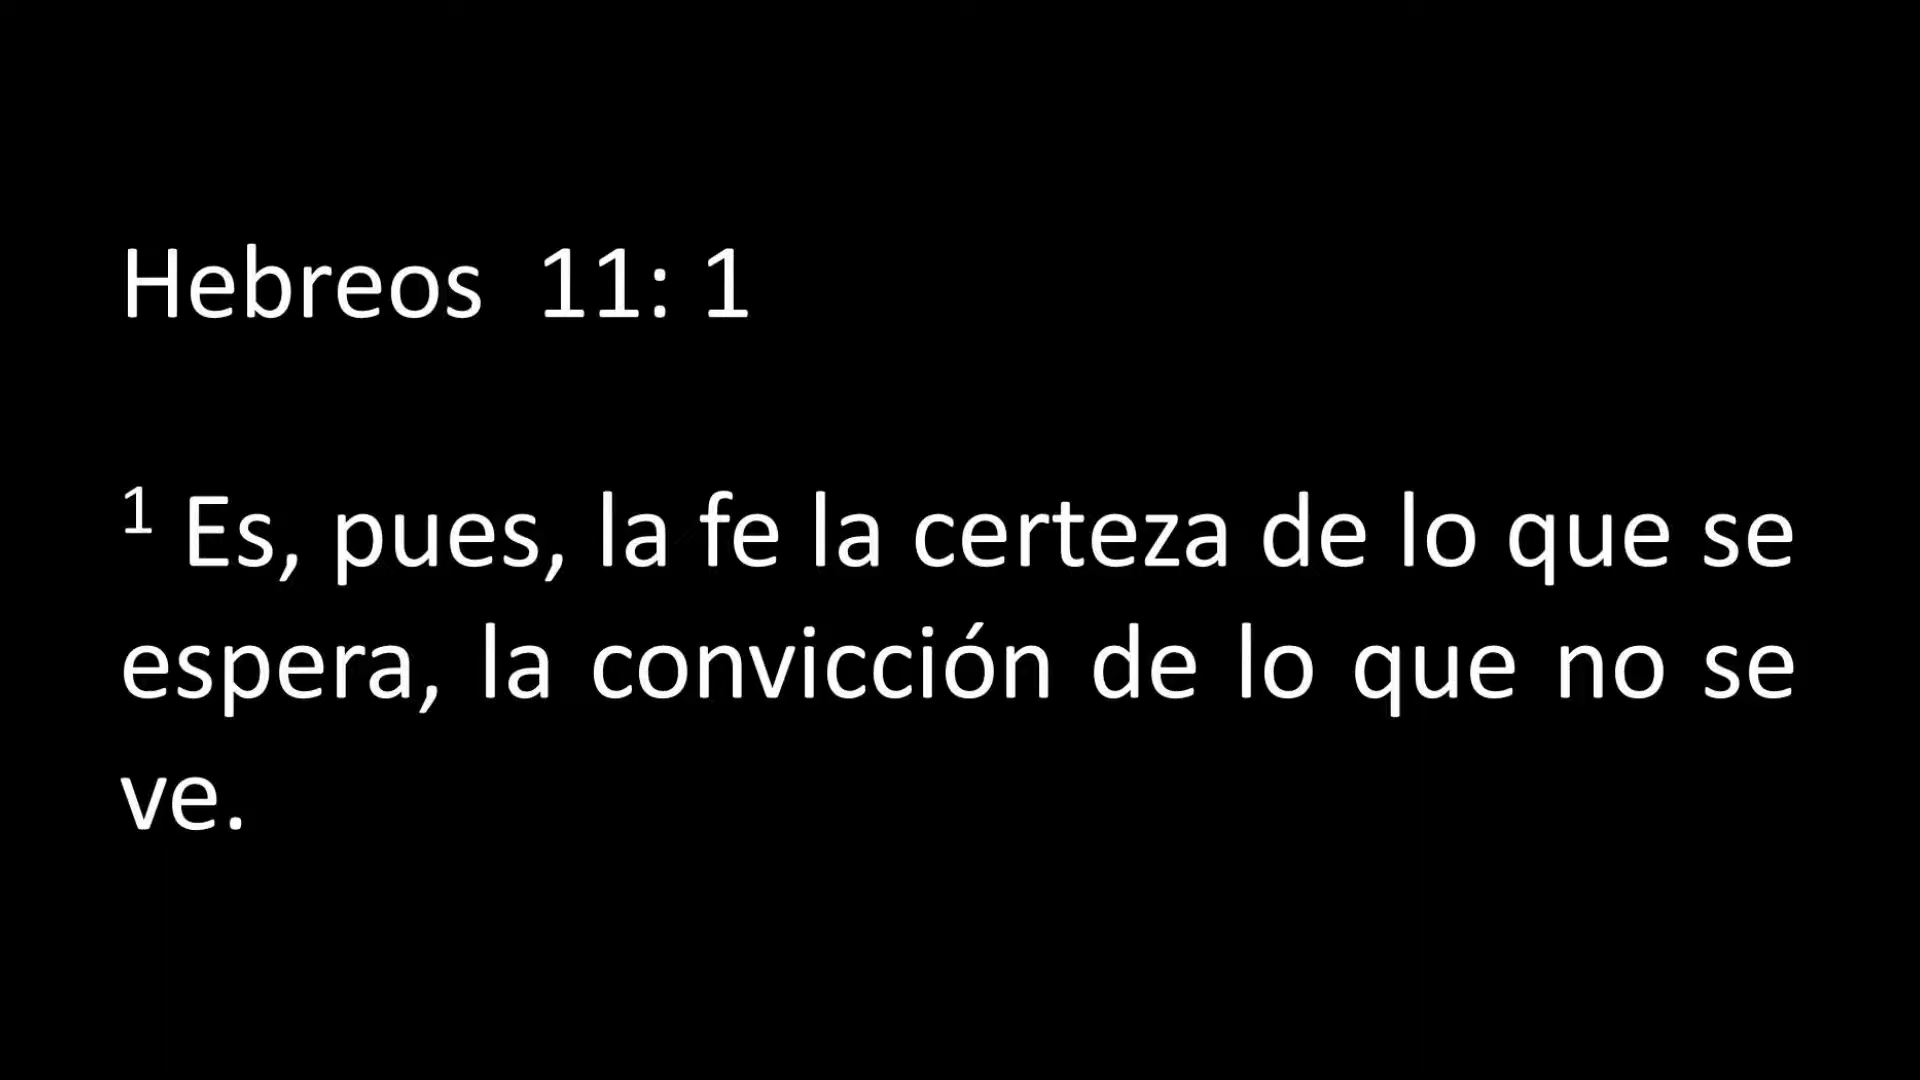 Hebreos  11: 1
¹ Es, pues, la fe la certeza de lo que se
espera, la convicción de lo que no se
ve.